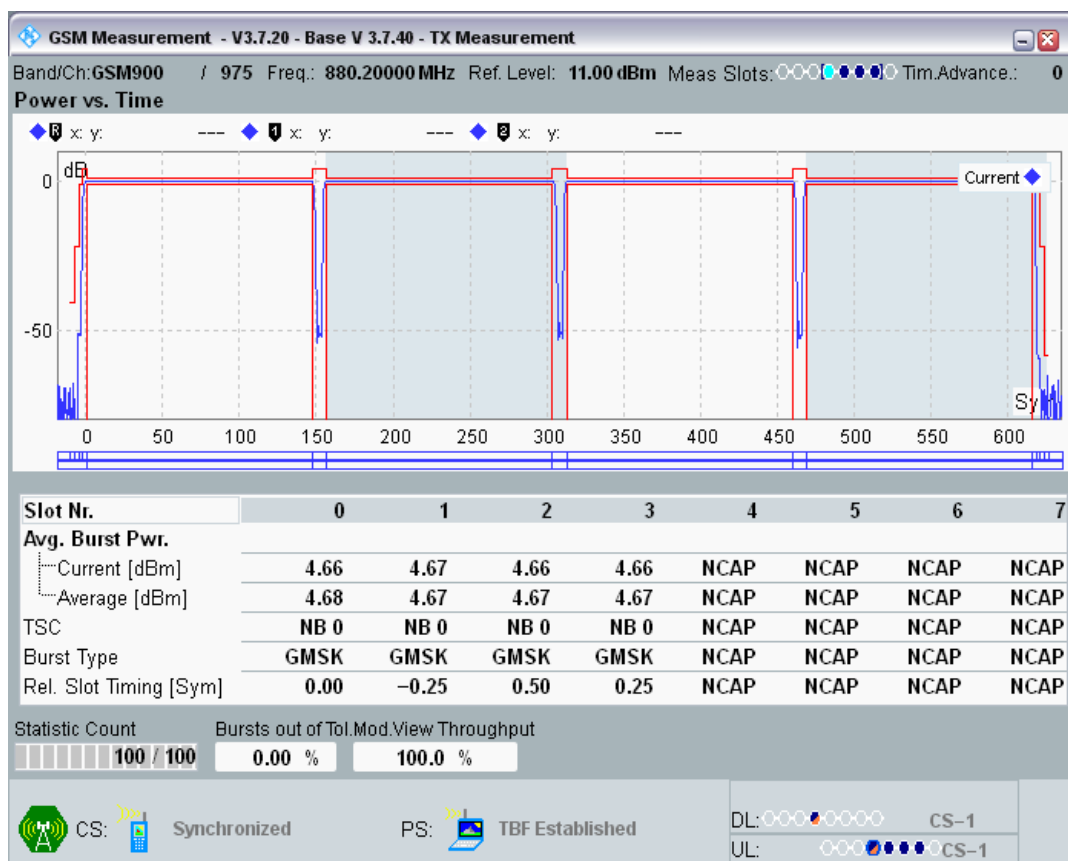 GSM Measurement - V3.7.20 - Base V 3.7.40 - TX Measurement
Band/Ch:GSM900 / 975 Freq.: 880.20000 MHz Ref. Level: 11.00 dBm Meas Slots: Tim.Advance.: 0
Power vs. Time
R x: y: --- 1 x: y: --- 2 x: y: ---
dB
Current
0
-50
Sy
0 50 100 150 200 250 300 350 400 450 500 550 600
Slot Nr. 0 1 2 3 4 5 6 7
Avg. Burst Pwr.
Current [dBm] 4.66 4.67 4.66 4.66 NCAP NCAP NCAP NCAP
Average [dBm] 4.68 4.67 4.67 4.67 NCAP NCAP NCAP NCAP
TSC NB 0 NB 0 NB 0 NB 0 NCAP NCAP NCAP NCAP
Burst Type GMSK GMSK GMSK GMSK NCAP NCAP NCAP NCAP
Rel. Slot Timing [Sym] 0.00 −0.25 0.50 0.25 NCAP NCAP NCAP NCAP
Statistic Count Bursts out of Tol.Mod.View Throughput
100 / 100 0.00 % 100.0 %
CS: Synchronized PS: TBF Established
DL: CS−1
UL: CS−1